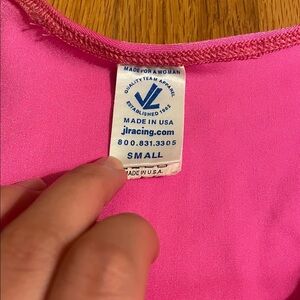 MADE FOR A WOMAN
QUALITY TEAM APPAREL
JL
ESTABLISHED 1982
MADE IN USA
jlracing.com
800.831.3305
SMALL
MADE IN U.S.A.